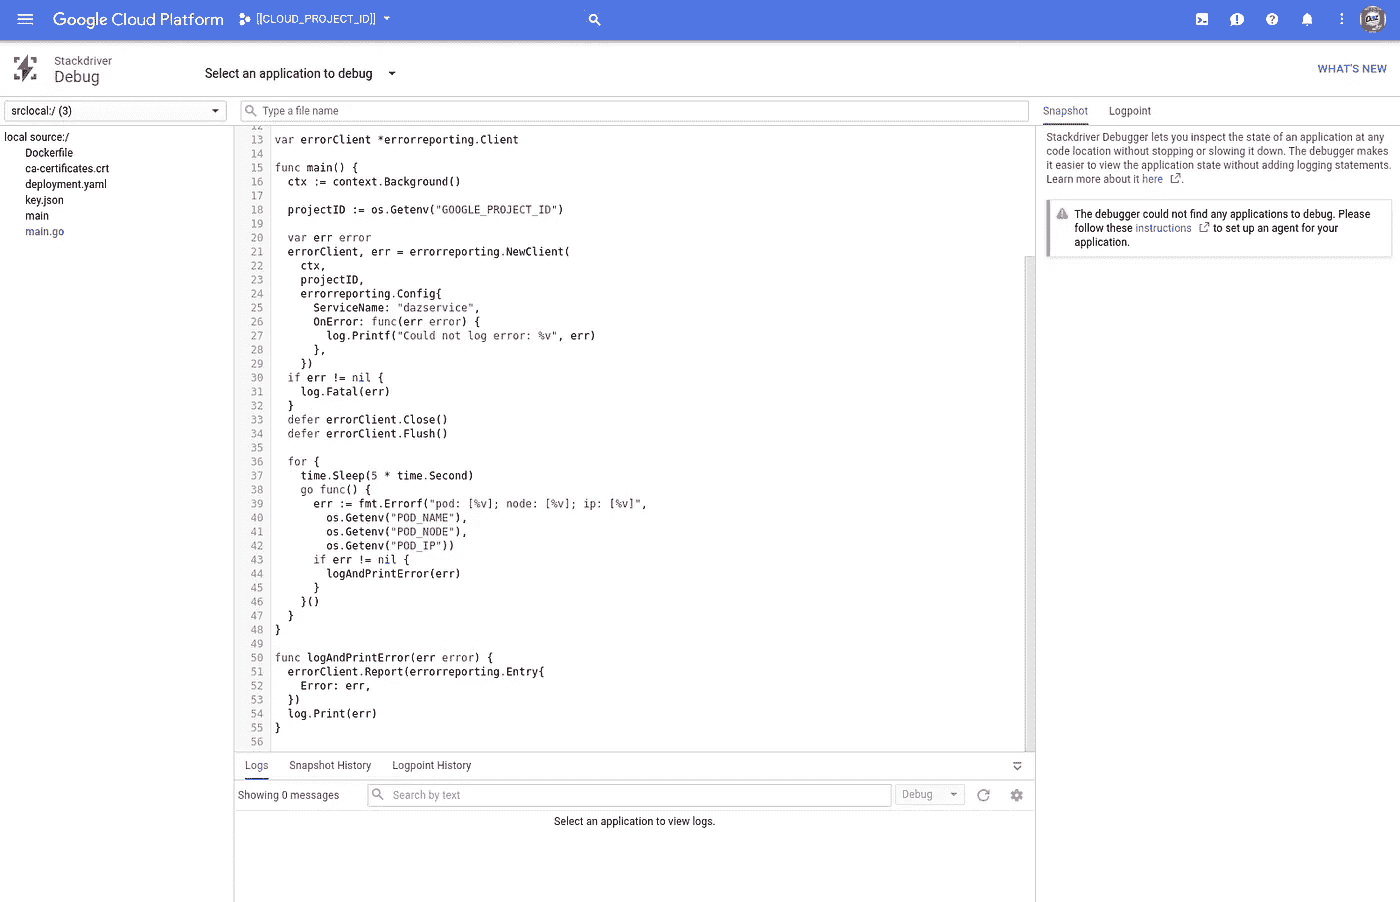 Google Cloud Platform [[CLOUD_PROJECT_ID]]
Stackdriver
Debug
Select an application to debug
WHAT'S NEW
srclocal:/ (3)
local source:/
Dockerfile
ca-certificates.crt
deployment.yaml
key.json
main
main.go
Type a file name
12
13 var errorClient *errorreporting.Client
14
15 func main() {
16   ctx := context.Background()
17
18   projectID := os.Getenv("GOOGLE_PROJECT_ID")
19
20   var err error
21   errorClient, err = errorreporting.NewClient(
22     ctx,
23     projectID,
24     errorreporting.Config{
25       ServiceName: "dazservice",
26       OnError: func(err error) {
27         log.Printf("Could not log error: %v", err)
28       },
29     })
30   if err != nil {
31     log.Fatal(err)
32   }
33   defer errorClient.Close()
34   defer errorClient.Flush()
35
36   for {
37     time.Sleep(5 * time.Second)
38     go func() {
39       err := fmt.Errorf("pod: [%v]; node: [%v]; ip: [%v]",
40         os.Getenv("POD_NAME"),
41         os.Getenv("POD_NODE"),
42         os.Getenv("POD_IP"))
43       if err != nil {
44         logAndPrintError(err)
45       }
46     }()
47   }
48 }
49
50 func logAndPrintError(err error) {
51   errorClient.Report(errorreporting.Entry{
52     Error: err,
53   })
54   log.Print(err)
55 }
56
Logs Snapshot History Logpoint History
Showing 0 messages
Search by text
Debug
Select an application to view logs.
Snapshot Logpoint
Stackdriver Debugger lets you inspect the state of an application at any
code location without stopping or slowing it down. The debugger makes
it easier to view the application state without adding logging statements.
Learn more about it here .
The debugger could not find any applications to debug. Please
follow these instructions to set up an agent for your
application.